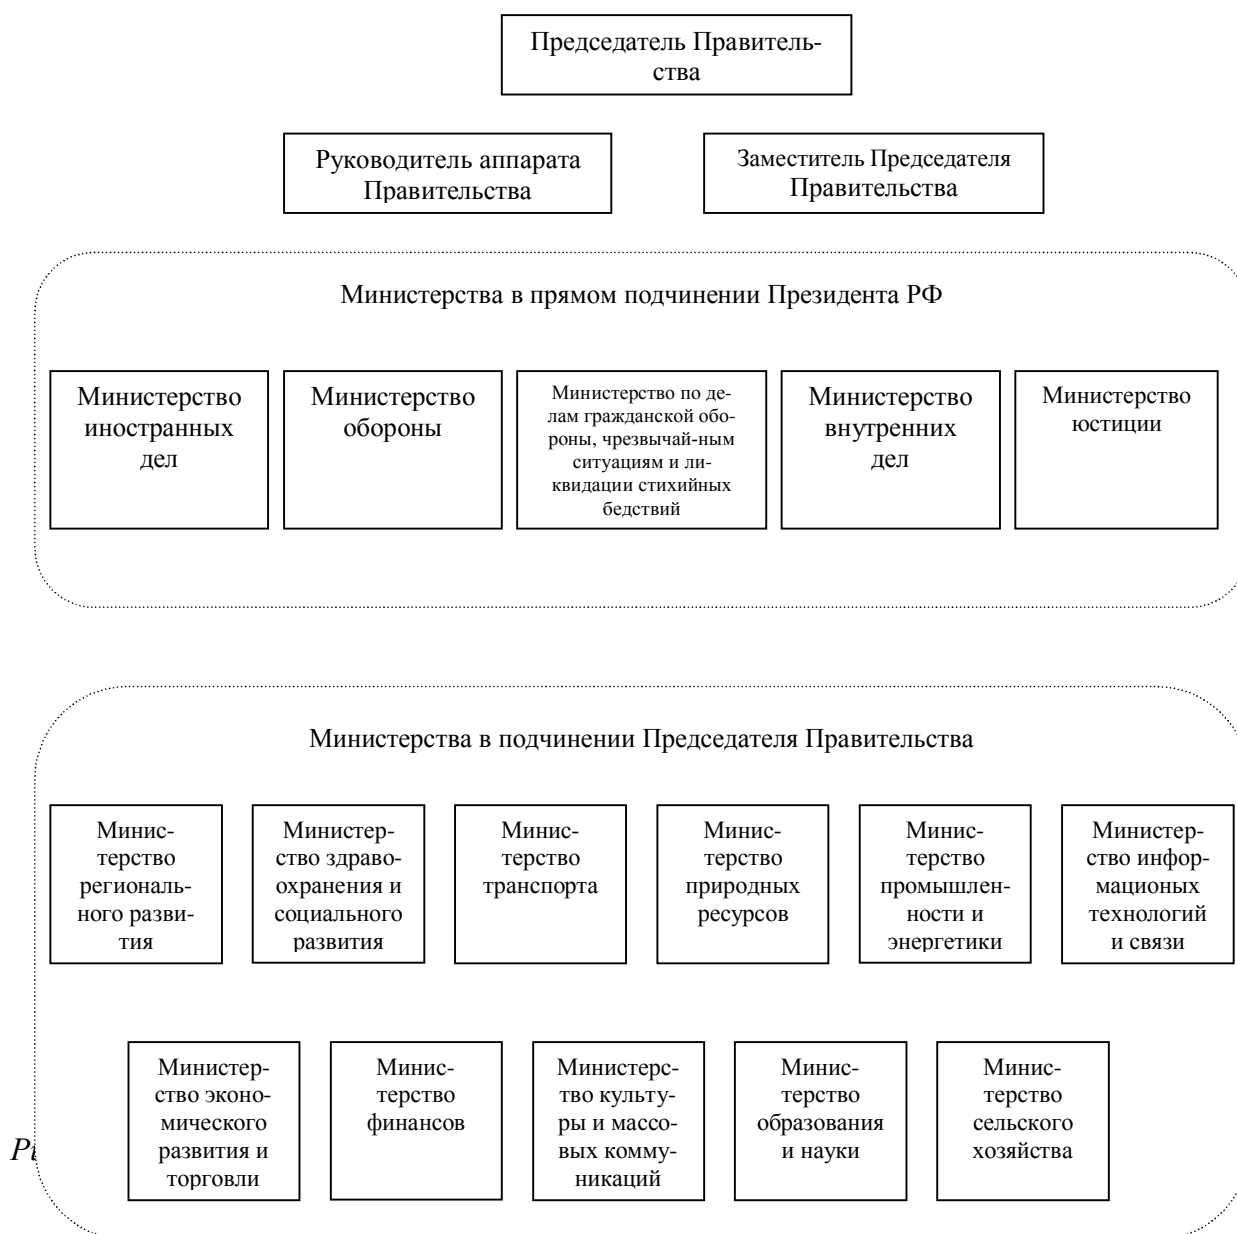 Председатель Правитель-
ства
Руководитель аппарата
Правительства
Заместитель Председателя
Правительства
Министерства в прямом подчинении Президента РФ
Министерство
иностранных
дел
Министерство
обороны
Министерство по де-
лам гражданской обо-
роны, чрезвычай-ным
ситуациям и ли-
квидации стихийных
бедствий
Министерство
внутренних
дел
Министерство
юстиции
Министерства в подчинении Председателя Правительства
Минис-
терство
региональ-
ного разви-
тия
Министер-
ство здраво-
охранения и
социального
развития
Минис-
терство
транспорта
Минис-
терство
природных
ресурсов
Минис-
терство
промышлен-
ности и
энергетики
Министер-
ство инфор-
мационых
технологий
и связи
Министер-
ство эконо-
мического
развития и
торговли
Минис-
терство
финансов
Министерс-
тво культу-
ры и массо-
вых комму-
никаций
Минис-
терство
образования
и науки
Минис-
терство
сельского
хозяйства